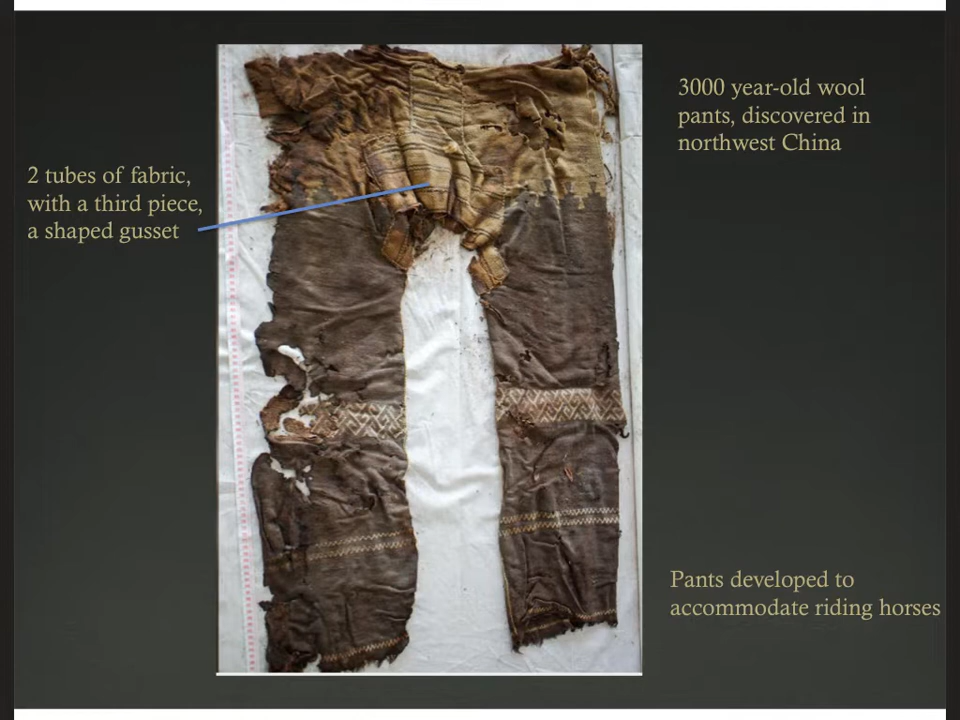 3000 year-old wool
pants, discovered in
northwest China
2 tubes of fabric,
with a third piece,
a shaped gusset
Pants developed to
accommodate riding horses